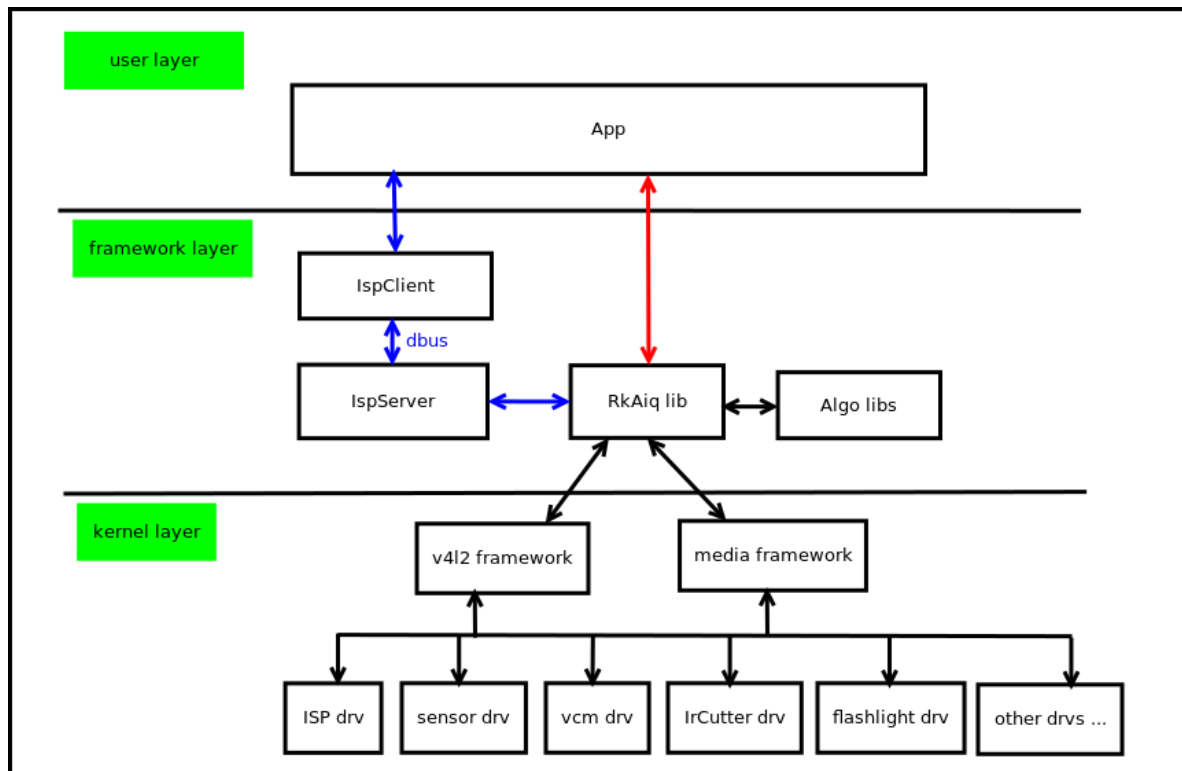 user layer
App
framework layer
IspClient
dbus
IspServer
RkAiq lib
Algo libs
kernel layer
v4l2 framework
media framework
ISP drv
sensor drv
vcm drv
IrCutter drv
flashlight drv
other drvs ...